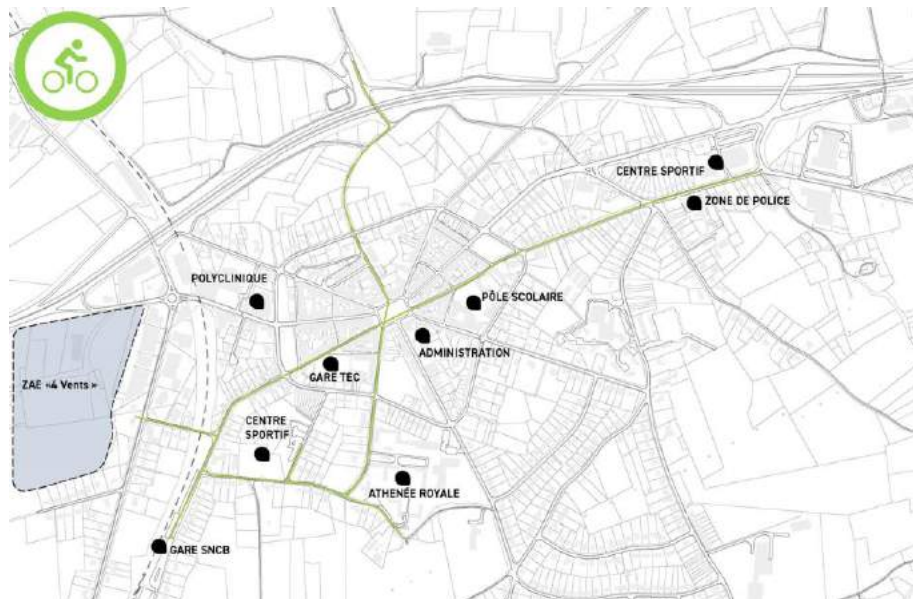 CENTRE SPORTIF
ZONE DE POLICE
POLYCLINIQUE
PÔLE SCOLAIRE
ADMINISTRATION
GARE TEC
ZAE «4 Vents »
CENTRE
SPORTIF
ATHENÉE ROYALE
GARE SNCB